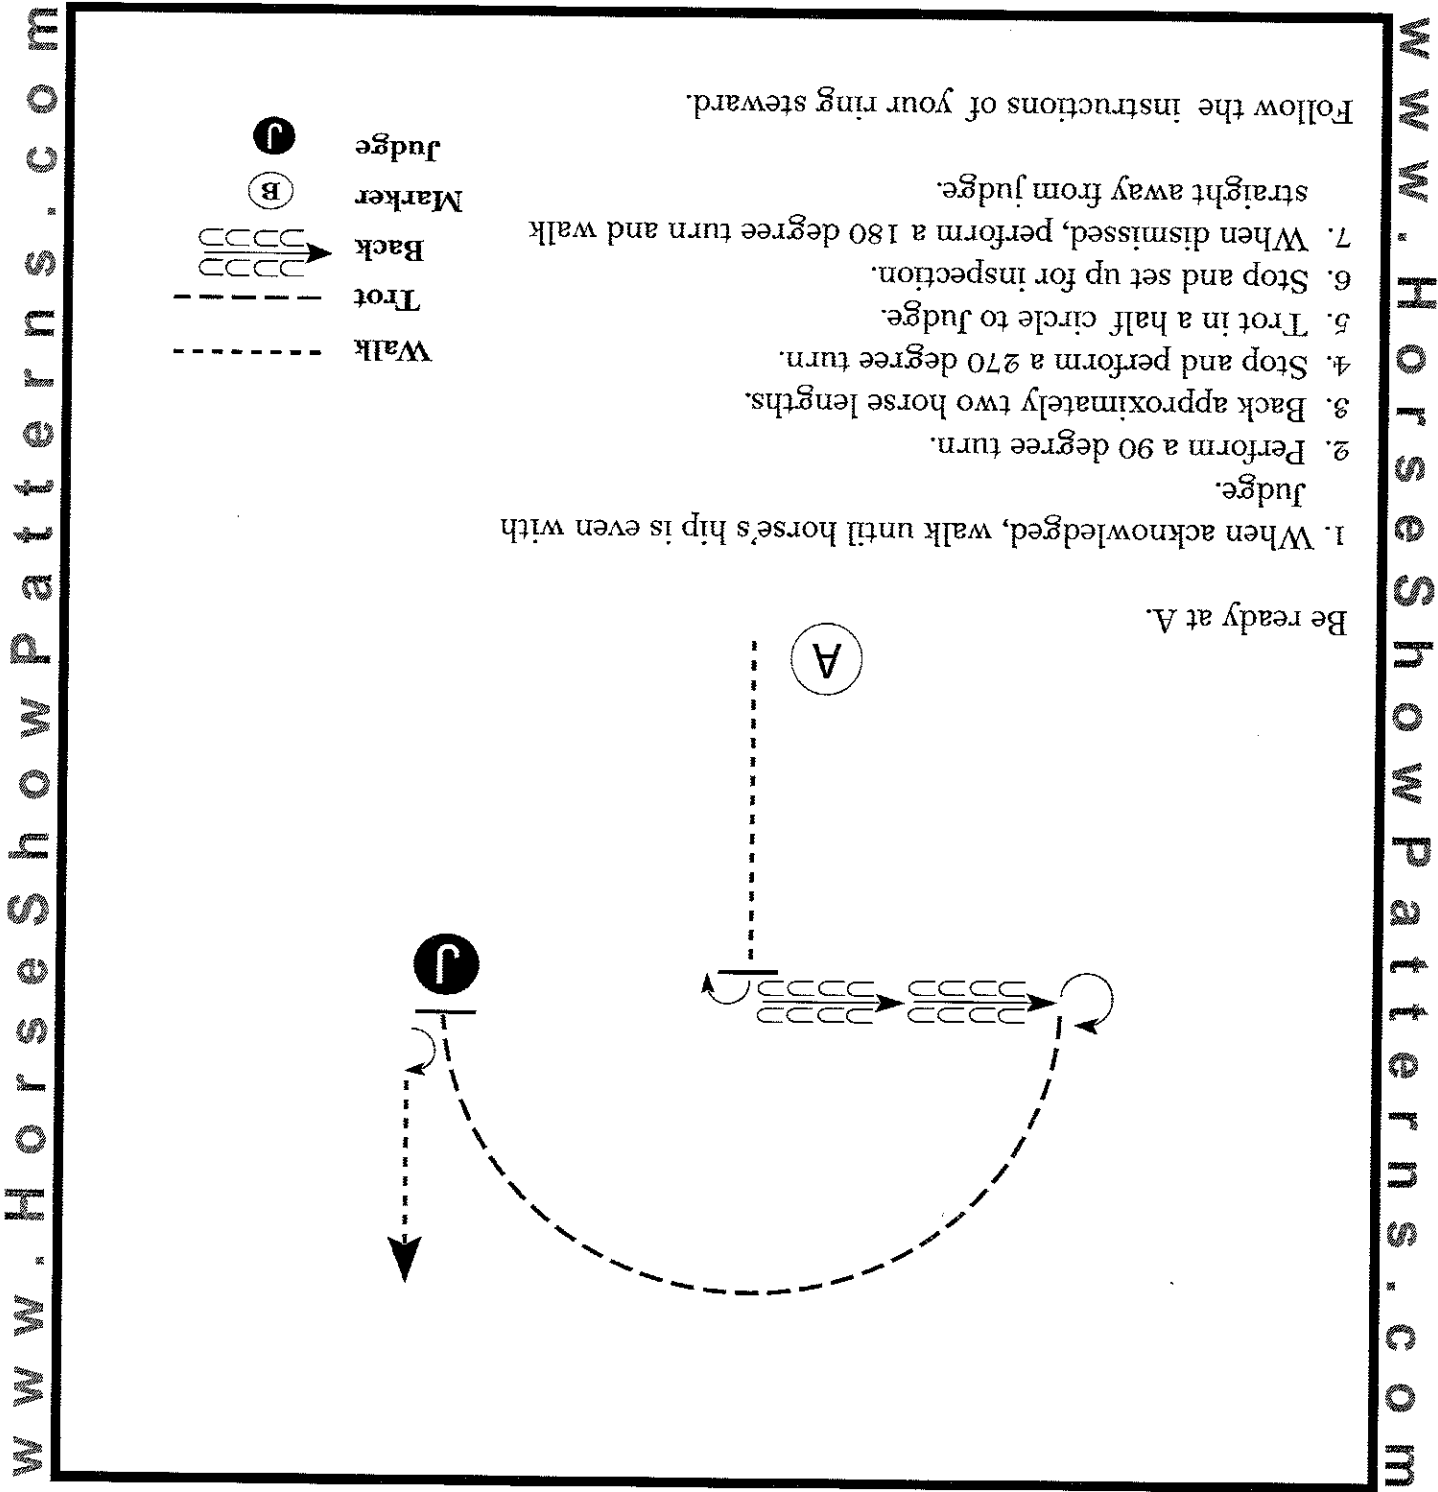 www.HorseShowPatterns.com
J
A
Be ready at A.
1. When acknowledged, walk until horse's hip is even with
Judge.
2. Perform a 90 degree turn.
3. Back approximately two horse lengths.
4. Stop and perform a 270 degree turn.
5. Trot in a half circle to Judge.
6. Stop and set up for inspection.
7. When dismissed, perform a 180 degree turn and walk
straight away from judge.
Follow the instructions of your ring steward.
Walk
Trot
Back
Marker B
Judge J
www.HorseShowPatterns.com